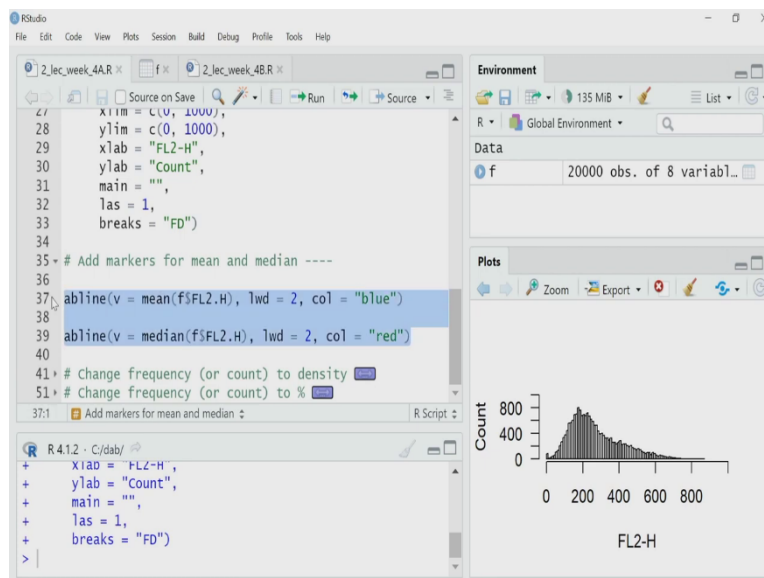 RStudio
File Edit Code View Plots Session Build Debug Profile Tools Help
2_lec_week_4A.R × f × 2_lec_week_4B.R ×
Source on Save Run Source
27 xlim = c(0, 1000),
28 ylim = c(0, 1000),
29 xlab = "FL2-H",
30 ylab = "Count",
31 main = "",
32 las = 1,
33 breaks = "FD")
34
35 # Add markers for mean and median ----
36
37 abline(v = mean(f$FL2.H), lwd = 2, col = "blue")
38
39 abline(v = median(f$FL2.H), lwd = 2, col = "red")
40
41 # Change frequency (or count) to density
51 # Change frequency (or count) to %
37:1 # Add markers for mean and median R Script
R 4.1.2 · C:/dab/
+ xlab = "FL2-H",
+ ylab = "Count",
+ main = "",
+ las = 1,
+ breaks = "FD")
>
Environment
135 MiB List
R Global Environment
Data
f 20000 obs. of 8 variabl…
Plots
Zoom Export
Count
800
400
0
0 200 400 600 800
FL2-H